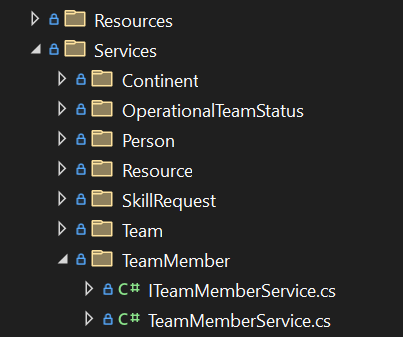 Resources
Services
Continent
OperationalTeamStatus
Person
Resource
SkillRequest
Team
TeamMember
C# ITeamMemberService.cs
C# TeamMemberService.cs